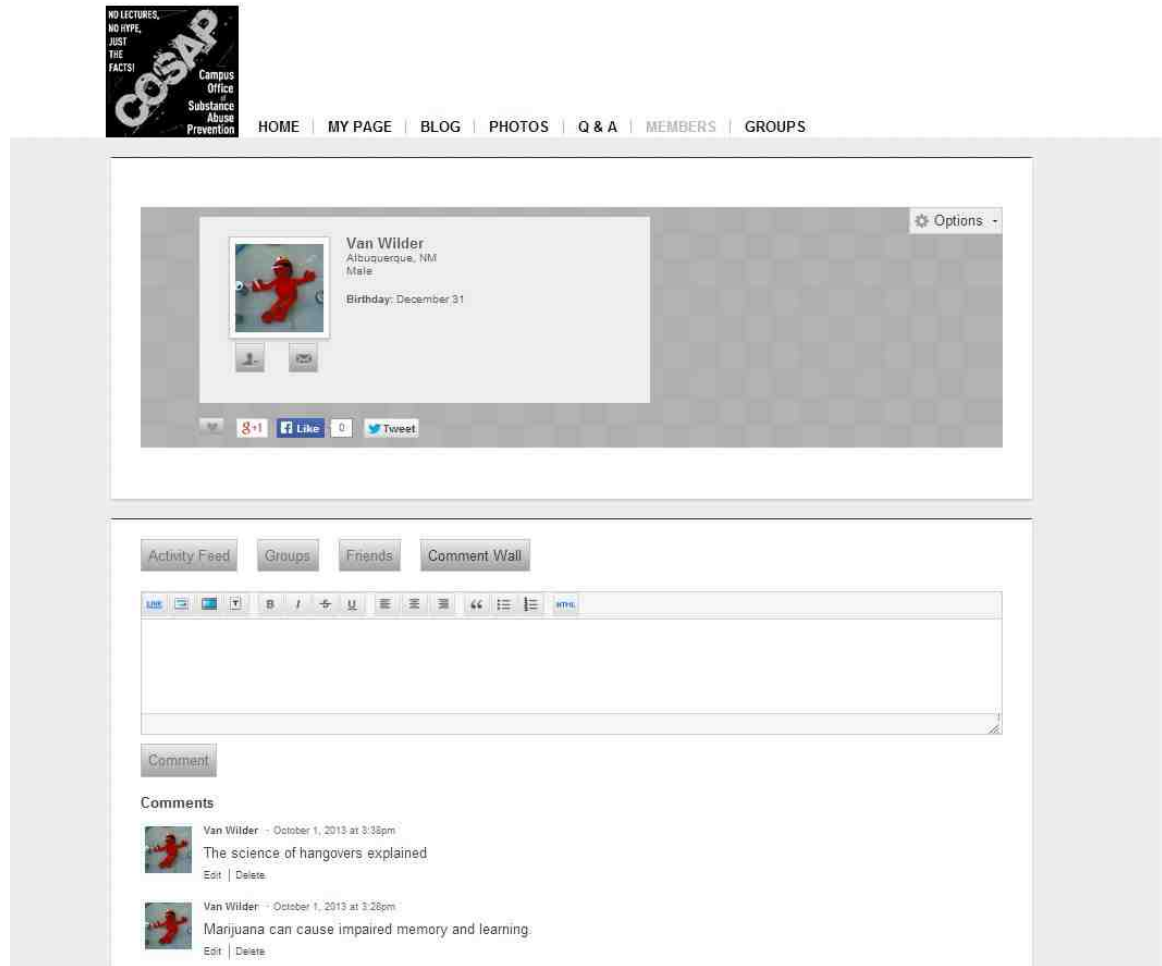 NO LECTURES,
NO HYPE,
JUST
THE
FACTS!
COSAP
Campus
Office
of
Substance
Abuse
Prevention
HOME | MY PAGE | BLOG | PHOTOS | Q & A | MEMBERS | GROUPS
Options
Van Wilder
Albuquerque, NM
Male
Birthday: December 31
g+1 Like 0 Tweet
Activity Feed Groups Friends Comment Wall
LINK T B I S U HTML
Comment
Comments
Van Wilder · October 1, 2013 at 3:38pm
The science of hangovers explained
Edit | Delete
Van Wilder · October 1, 2013 at 3:28pm
Marijuana can cause impaired memory and learning.
Edit | Delete